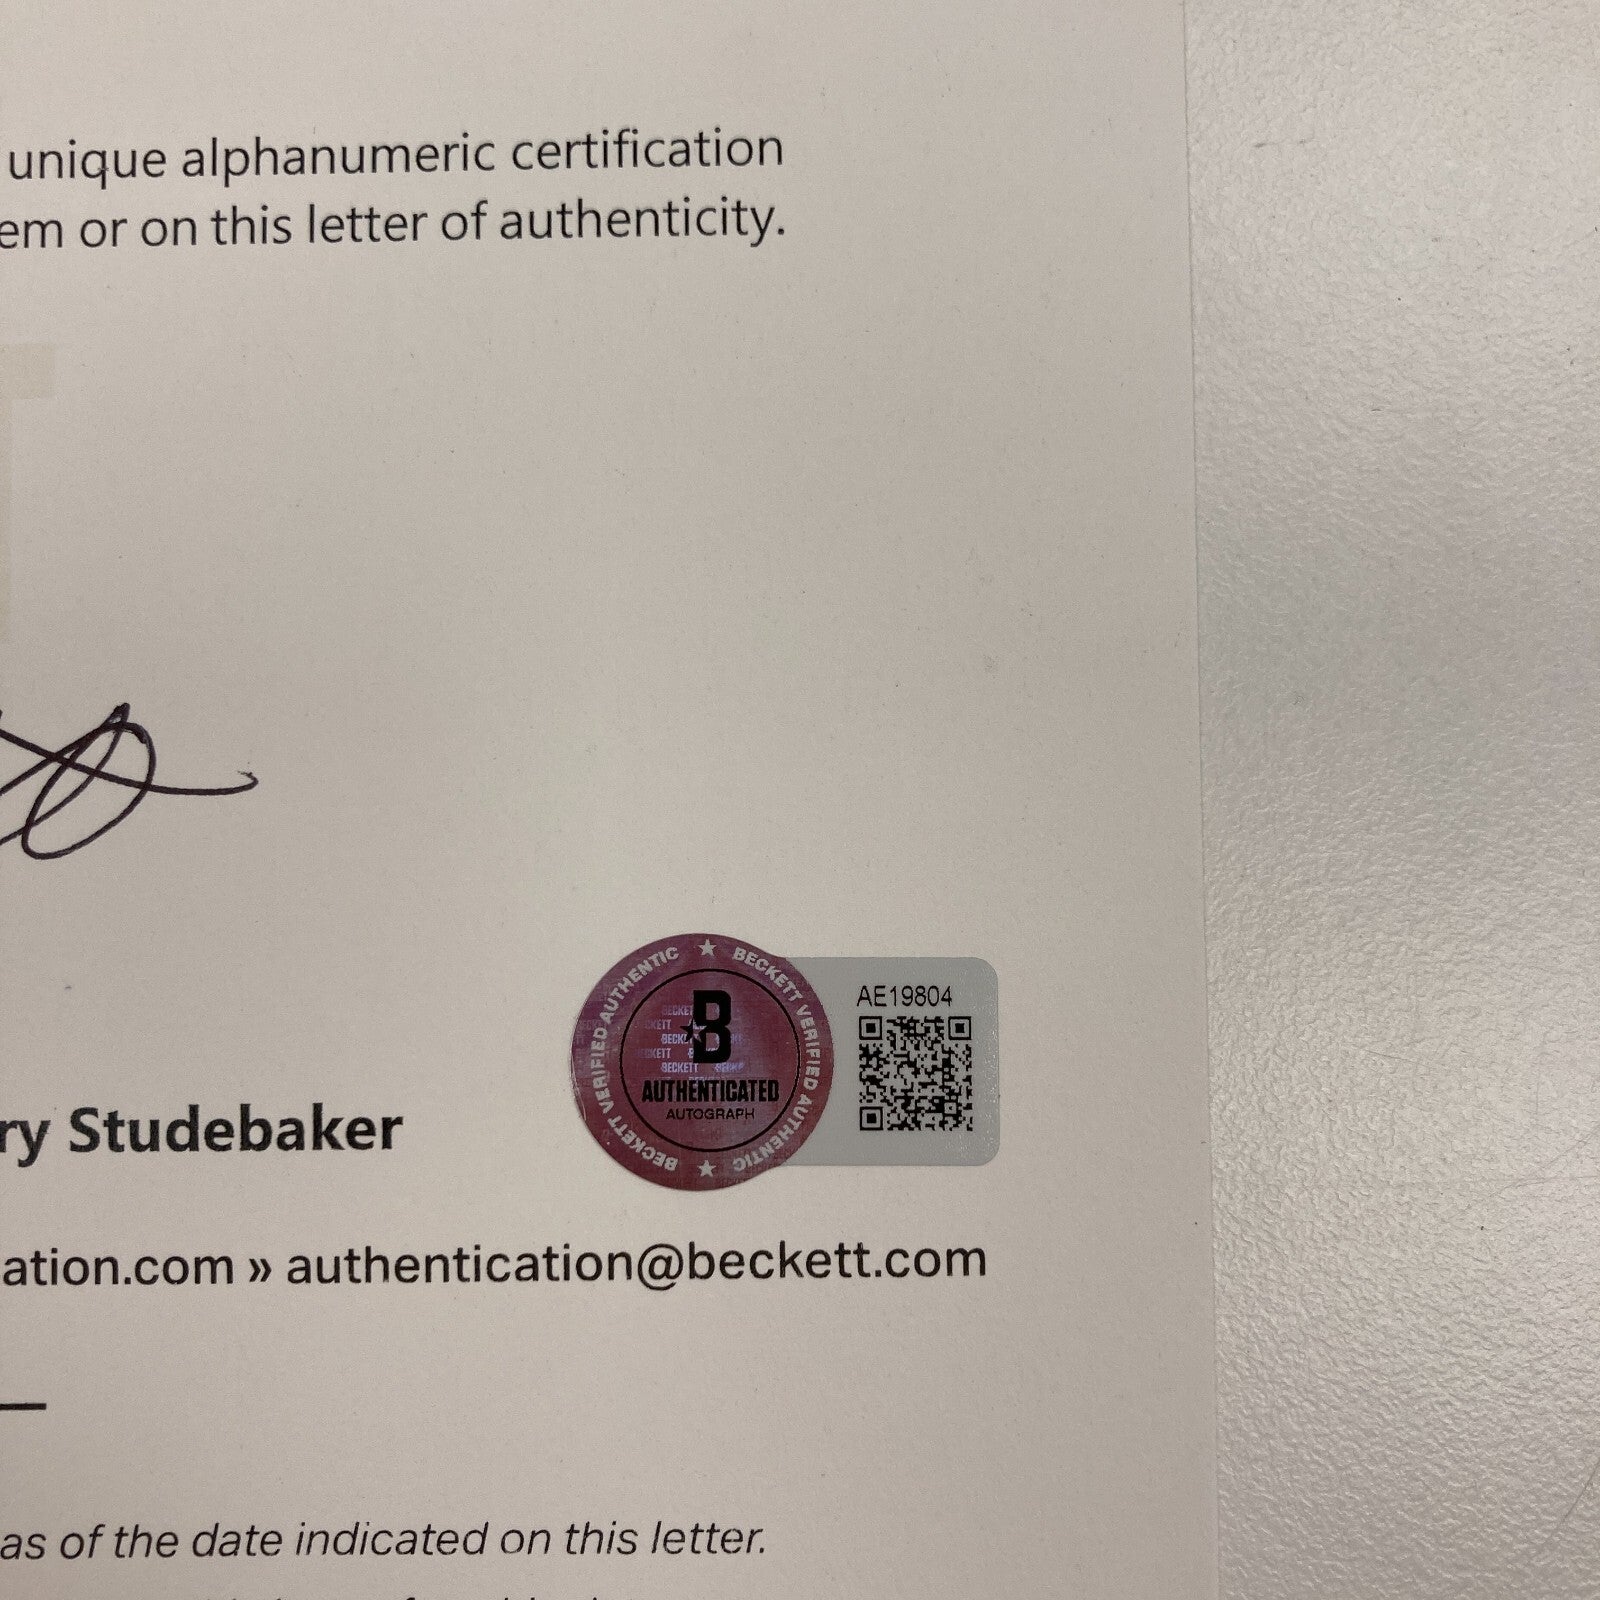 unique alphanumeric certification
em or on this letter of authenticity.
BECKETT VERIFIED AUTHENTIC ★ BECKETT VERIFIED AUTHENTIC ★
B
AUTHENTICATED
AUTOGRAPH
AE19804
ry Studebaker
ation.com » authentication@beckett.com
as of the date indicated on this letter.